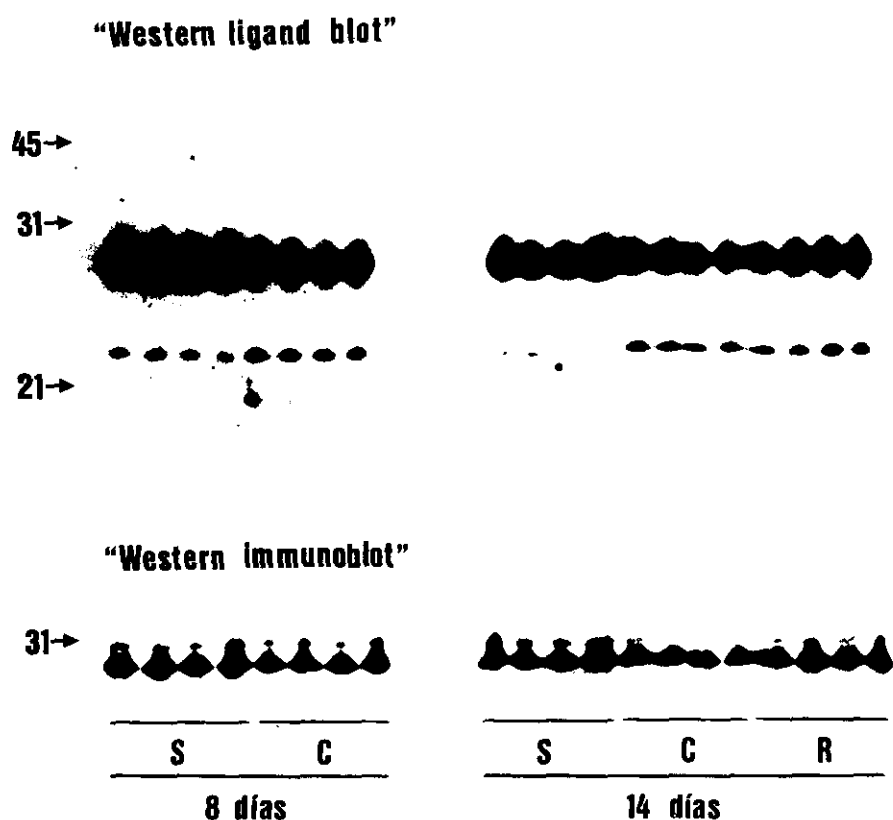 “Western ligand blot”
45→
31→
21→
“Western immunoblot”
31→
S C S C R
8 días 14 días